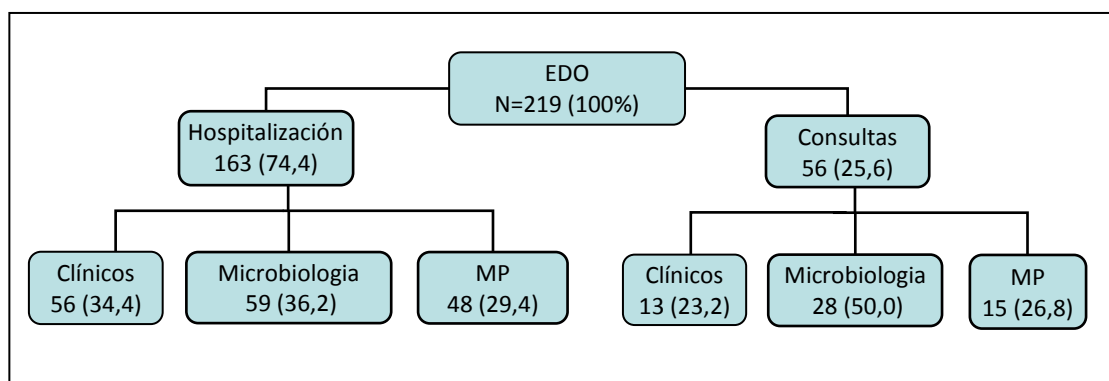 EDO
N=219 (100%)
Hospitalización
163 (74,4)
Consultas
56 (25,6)
Clínicos
56 (34,4)
Microbiologia
59 (36,2)
MP
48 (29,4)
Clínicos
13 (23,2)
Microbiologia
28 (50,0)
MP
15 (26,8)